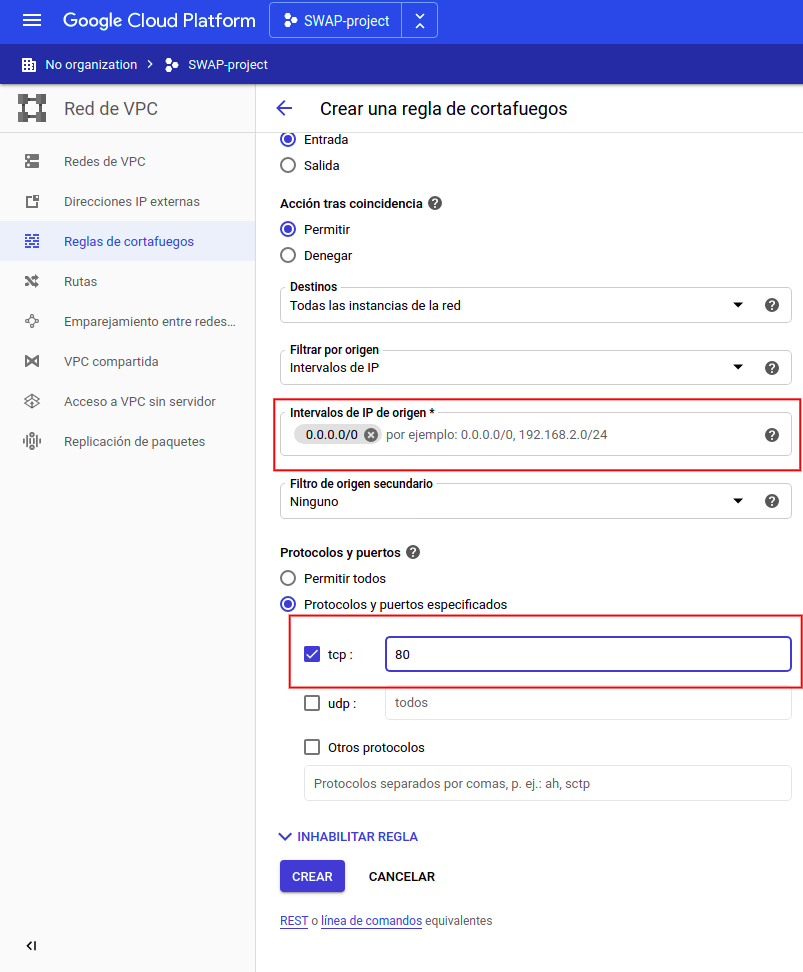 Google Cloud Platform
SWAP-project
No organization
SWAP-project
Red de VPC
Redes de VPC
Direcciones IP externas
Reglas de cortafuegos
Rutas
Emparejamiento entre redes...
VPC compartida
Acceso a VPC sin servidor
Replicación de paquetes
Crear una regla de cortafuegos
Entrada
Salida
Acción tras coincidencia
Permitir
Denegar
Destinos
Todas las instancias de la red
Filtrar por origen
Intervalos de IP
Intervalos de IP de origen *
0.0.0.0/0 por ejemplo: 0.0.0.0/0, 192.168.2.0/24
Filtro de origen secundario
Ninguno
Protocolos y puertos
Permitir todos
Protocolos y puertos especificados
tcp : 80
udp : todos
Otros protocolos
Protocolos separados por comas, p. ej.: ah, sctp
INHABILITAR REGLA
CREAR CANCELAR
REST o línea de comandos equivalentes